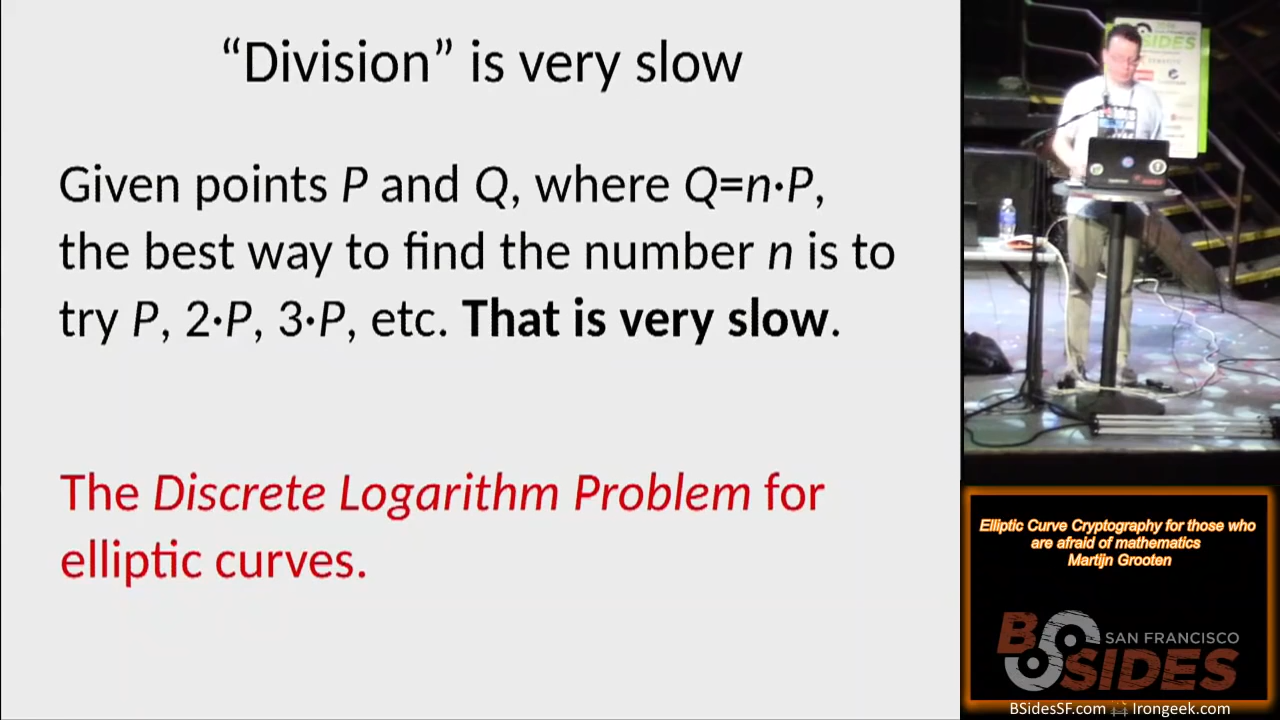 “Division” is very slow
Given points P and Q, where Q=n·P,
the best way to find the number n is to
try P, 2·P, 3·P, etc. That is very slow.
The Discrete Logarithm Problem for
elliptic curves.
SIDES
Elliptic Curve Cryptography for those who
are afraid of mathematics
Martijn Grooten
BSIDES
SAN FRANCISCO
BSidesSF.com Irongeek.com